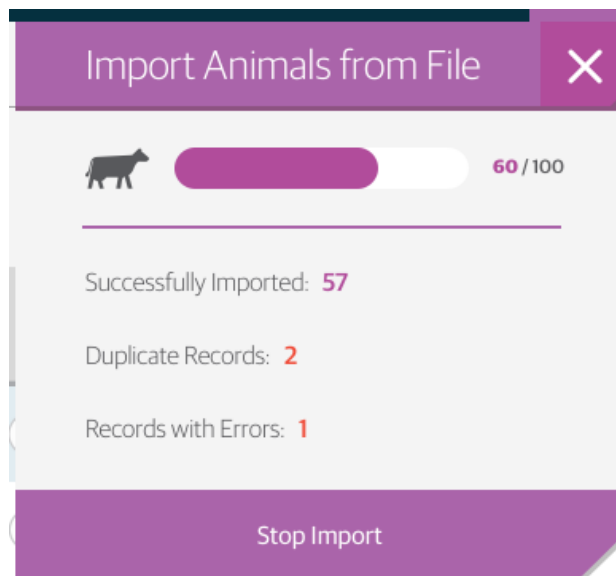 Import Animals from File
60 / 100
Successfully Imported: 57
Duplicate Records: 2
Records with Errors: 1
Stop Import